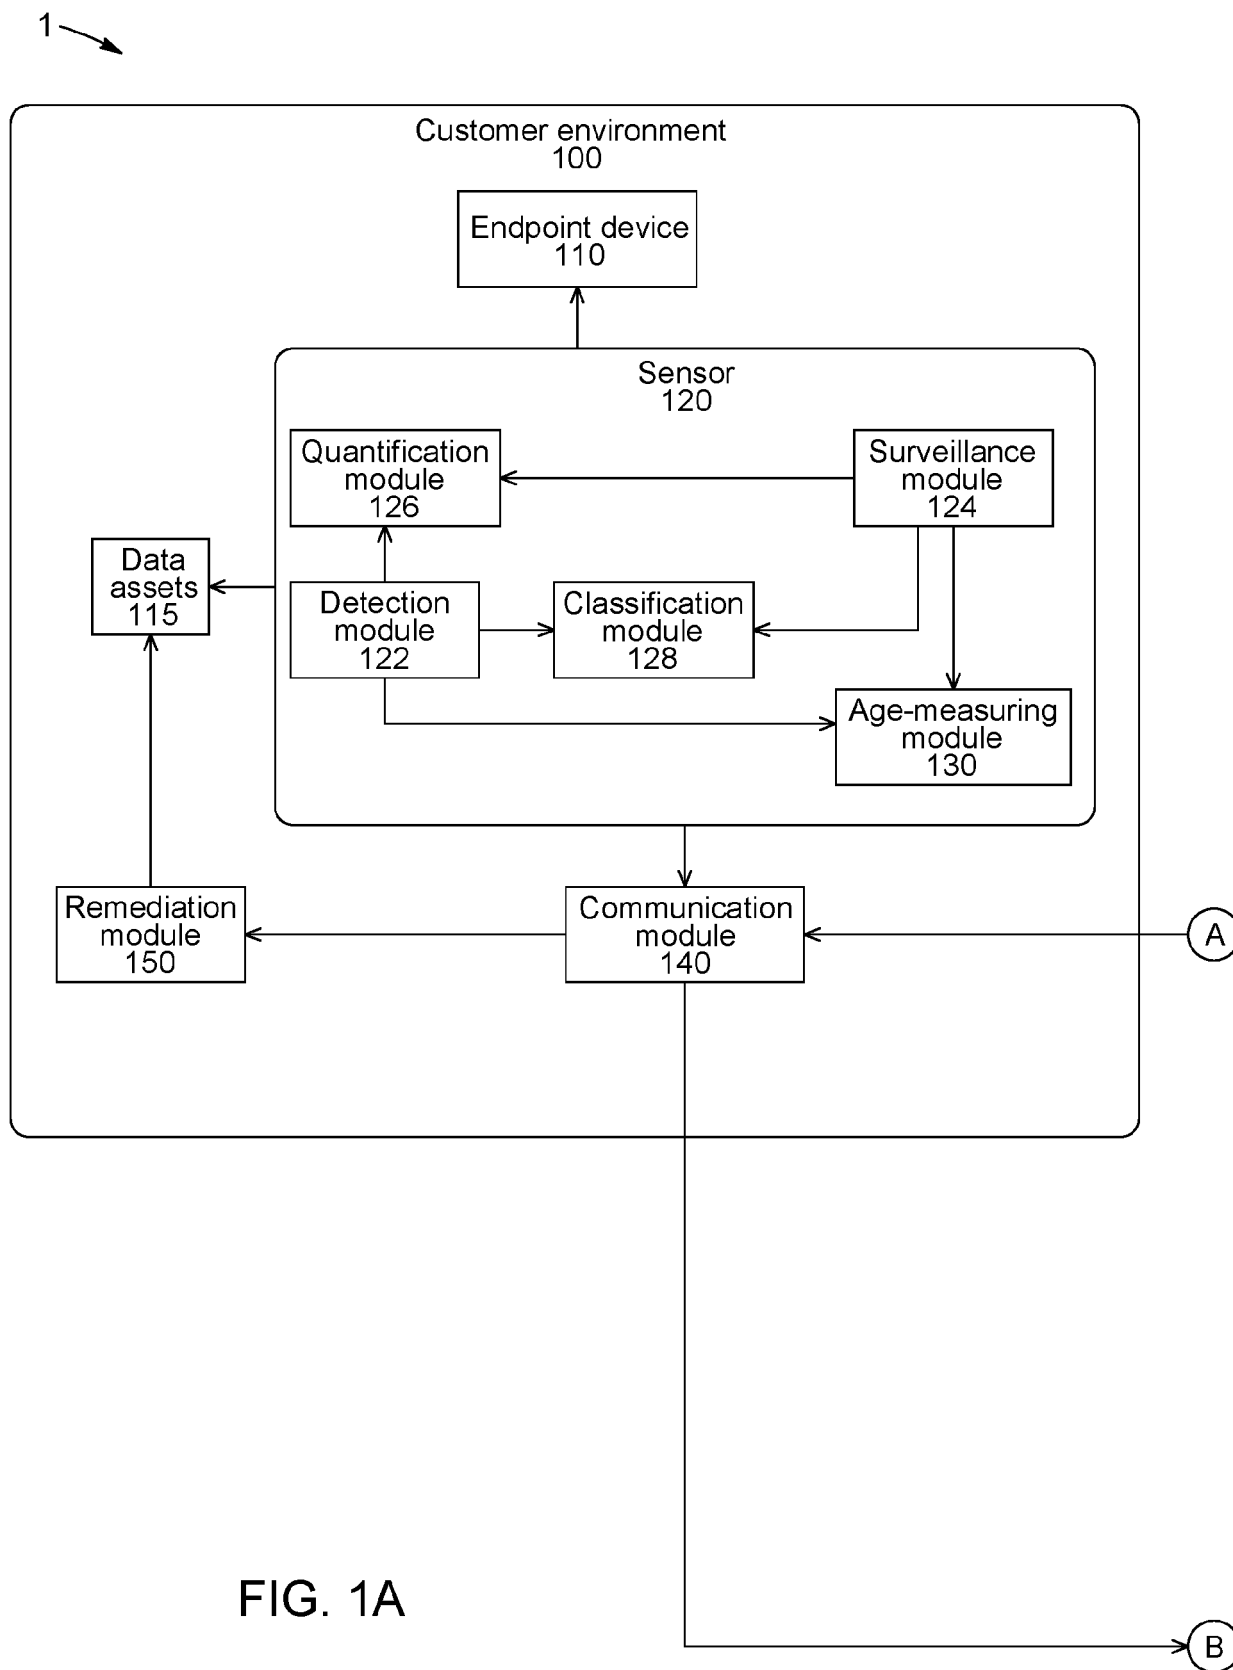 1
Customer environment
100
Endpoint device
110
Sensor
120
Quantification
module
126
Surveillance
module
124
Data
assets
115
Detection
module
122
Classification
module
128
Age-measuring
module
130
Remediation
module
150
Communication
module
140
A
FIG. 1A
B